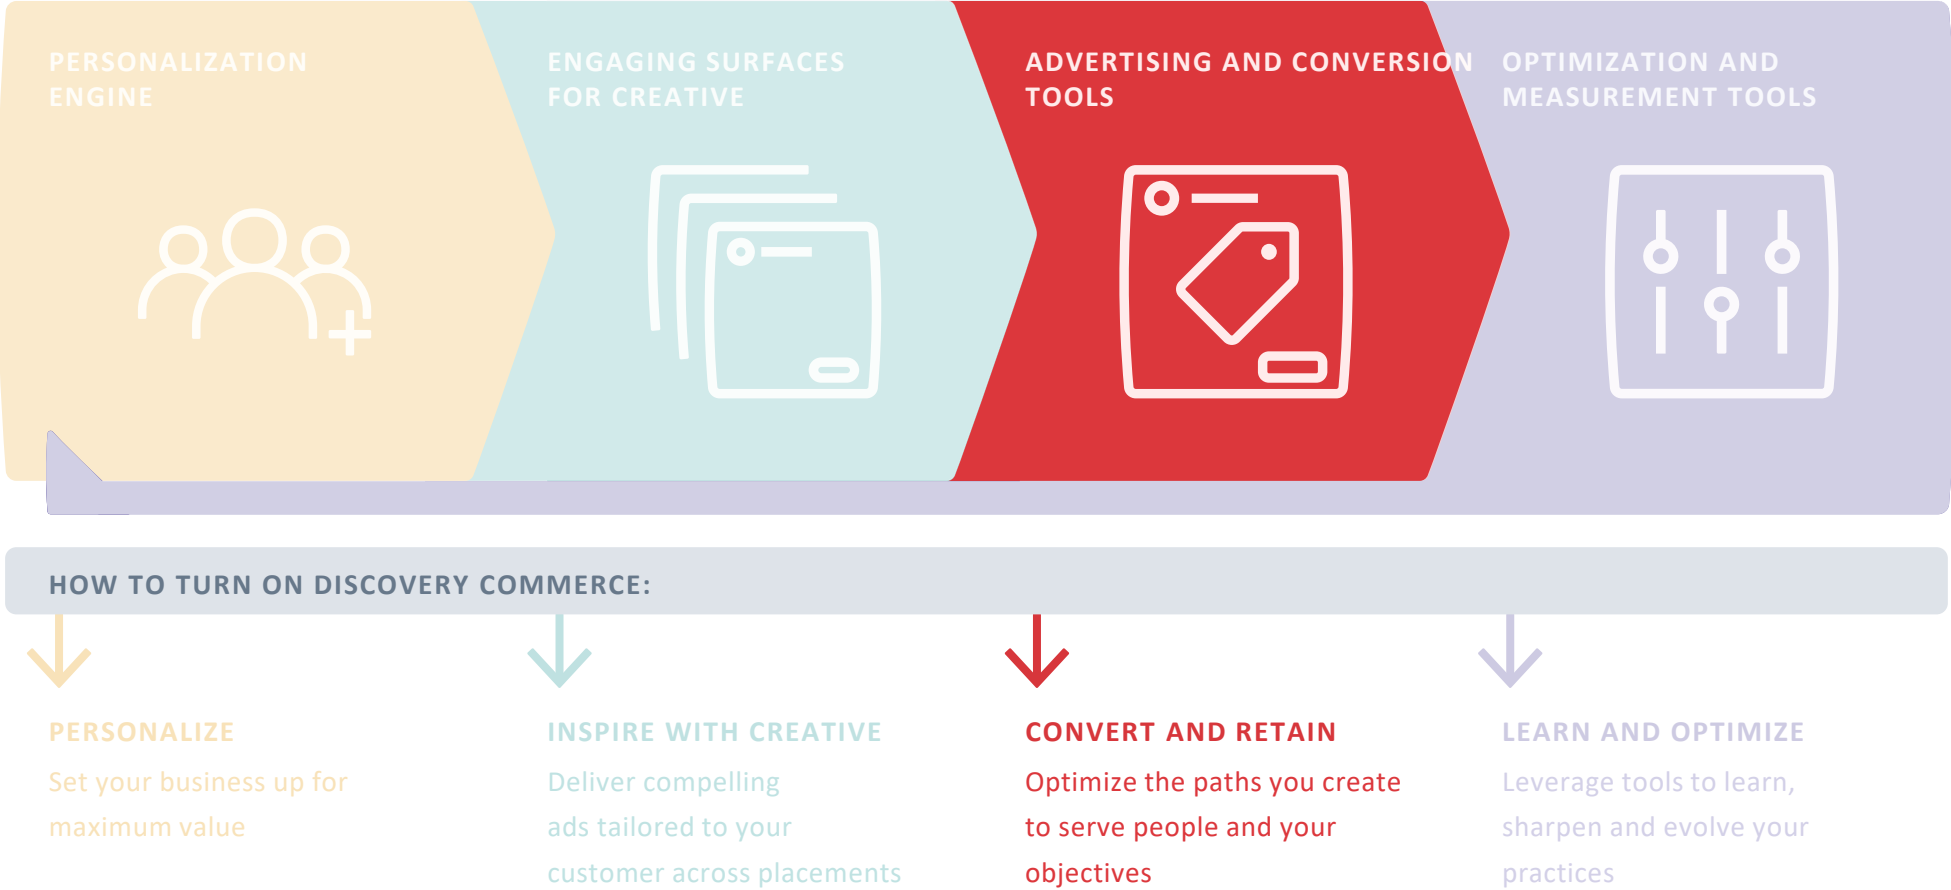 PERSONALIZATION
ENGINE
ENGAGING SURFACES
FOR CREATIVE
ADVERTISING AND CONVERSION
TOOLS
OPTIMIZATION AND
MEASUREMENT TOOLS
HOW TO TURN ON DISCOVERY COMMERCE:
PERSONALIZE
Set your business up for
maximum value
INSPIRE WITH CREATIVE
Deliver compelling
ads tailored to your
customer across placements
CONVERT AND RETAIN
Optimize the paths you create
to serve people and your
objectives
LEARN AND OPTIMIZE
Leverage tools to learn,
sharpen and evolve your
practices